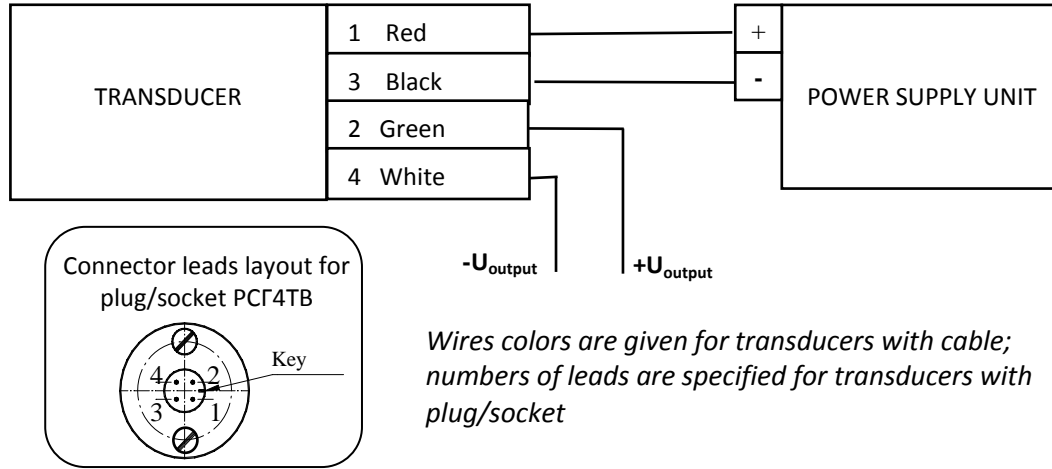 TRANSDUCER
1 Red
3 Black
2 Green
4 White
+
-
POWER SUPPLY UNIT
-Uoutput
+Uoutput
Connector leads layout for
plug/socket РСГ4ТВ
Key
4 2
3 1
Wires colors are given for transducers with cable;
numbers of leads are specified for transducers with
plug/socket